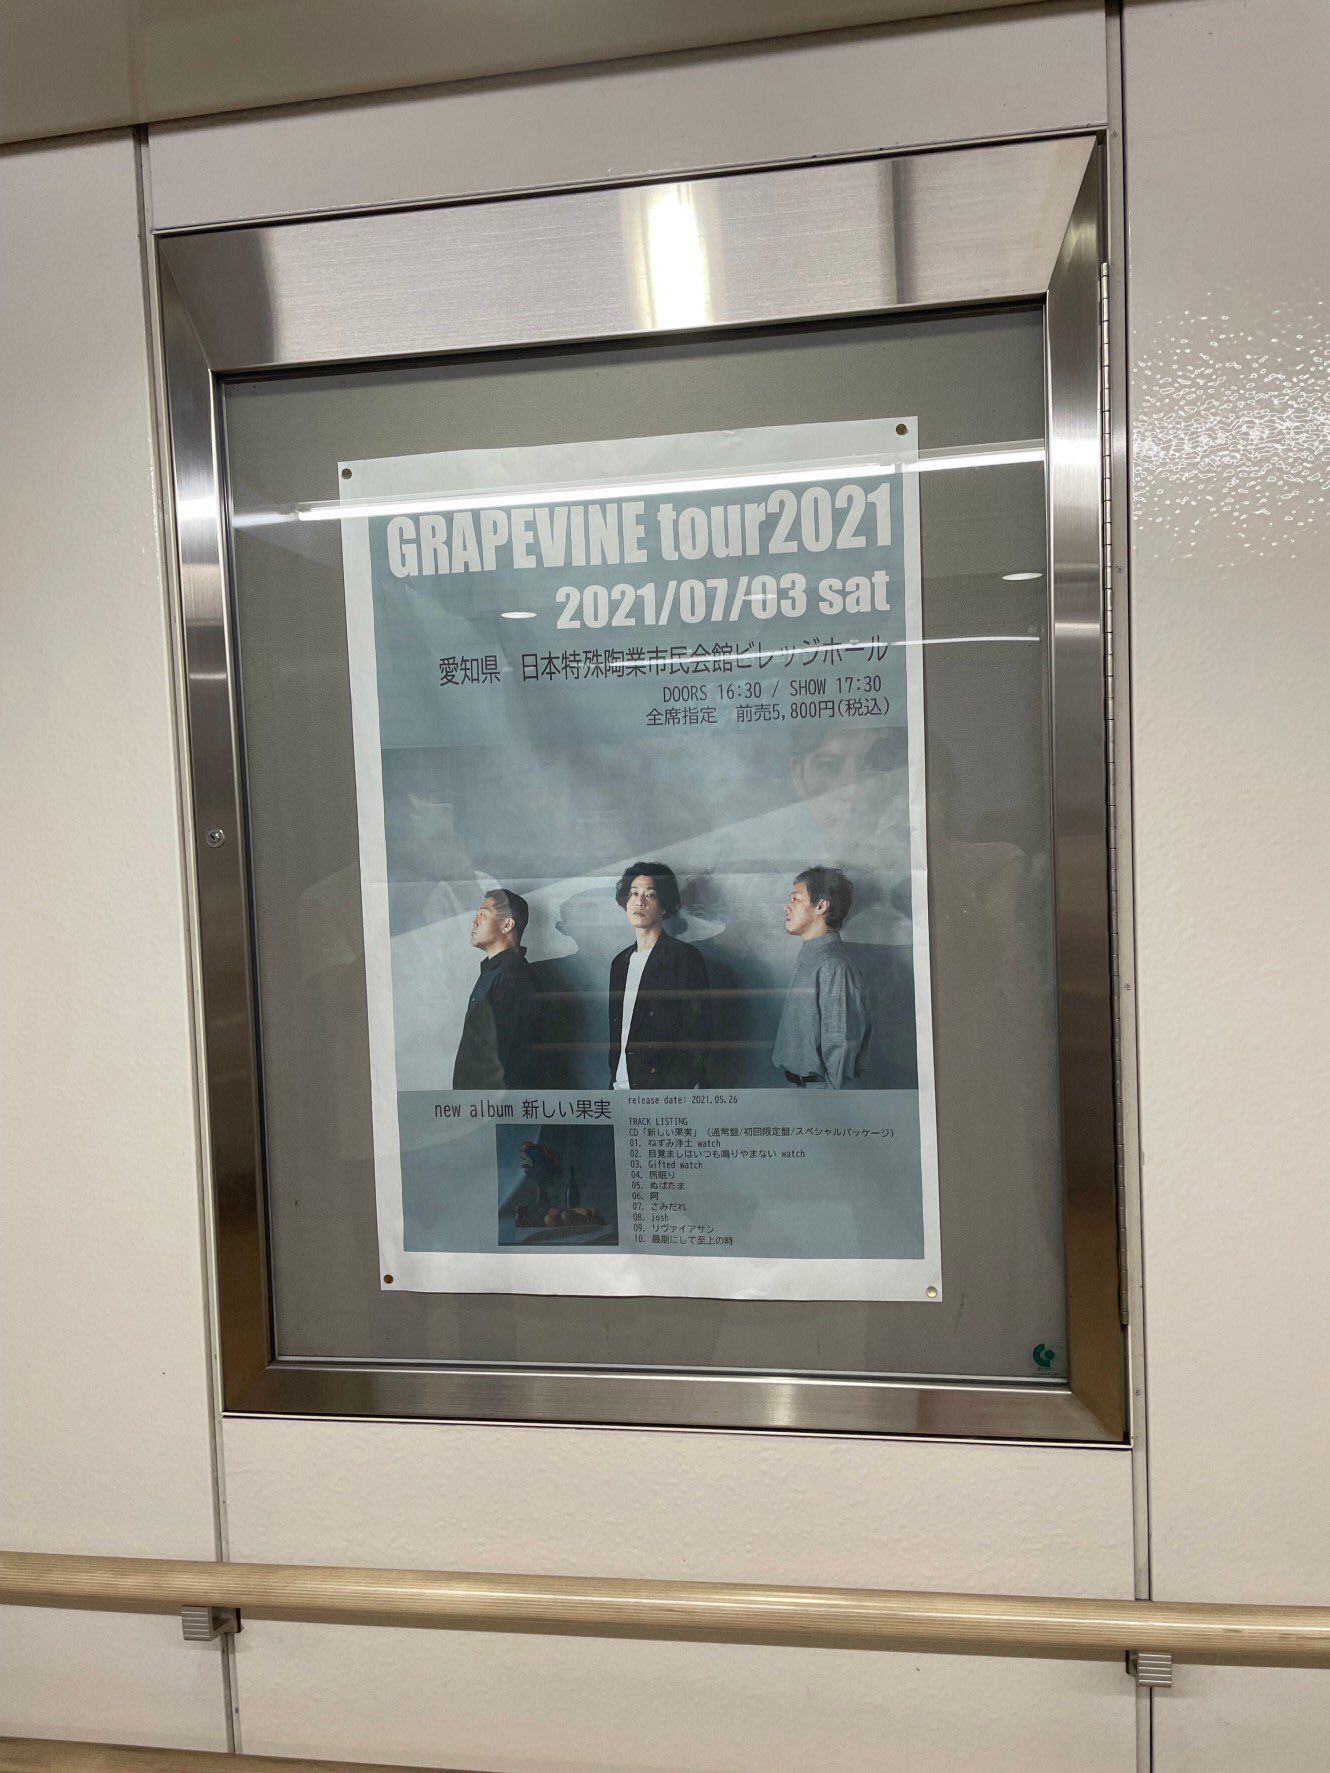 GRAPEVINE tour2021
2021/07/03 sat
愛知県 日本特殊陶業市民会館ビレッジホール
DOORS 16:30 / SHOW 17:30
全席指定 前売5,800円(税込)
new album 新しい果実
release date: 2021.05.26
TRACK LISTING
CD「新しい果実」(通常盤/初回限定盤/スペシャルパッケージ)
01. ねずみ浄土 watch
02. 目覚ましはいつも鳴りやまない watch
03. Gifted watch
04. 居眠り
05. ぬばたま
06. 阿
07. さみだれ
08. josh
09. リヴァイアサン
10. 最期にして至上の時